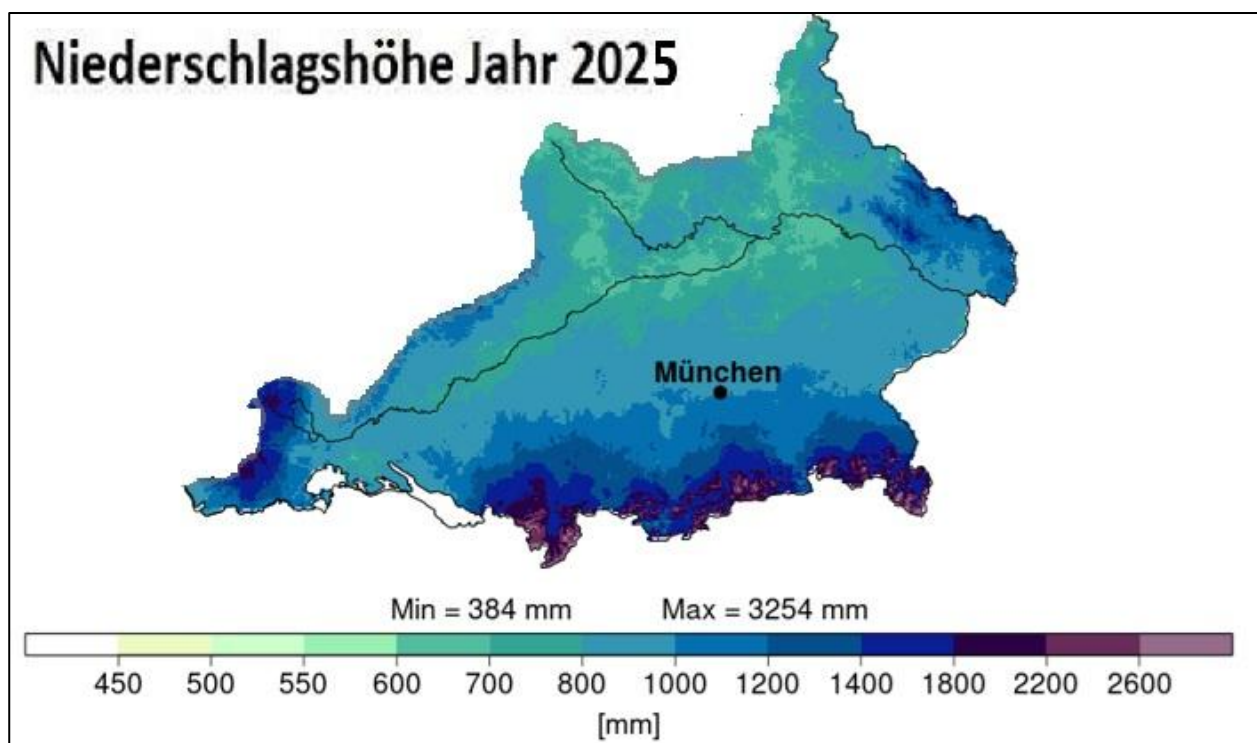 Niederschlagshöhe Jahr 2025
München
Min = 384 mm Max = 3254 mm
450 500 550 600 700 800 1000 1200 1400 1800 2200 2600
[mm]